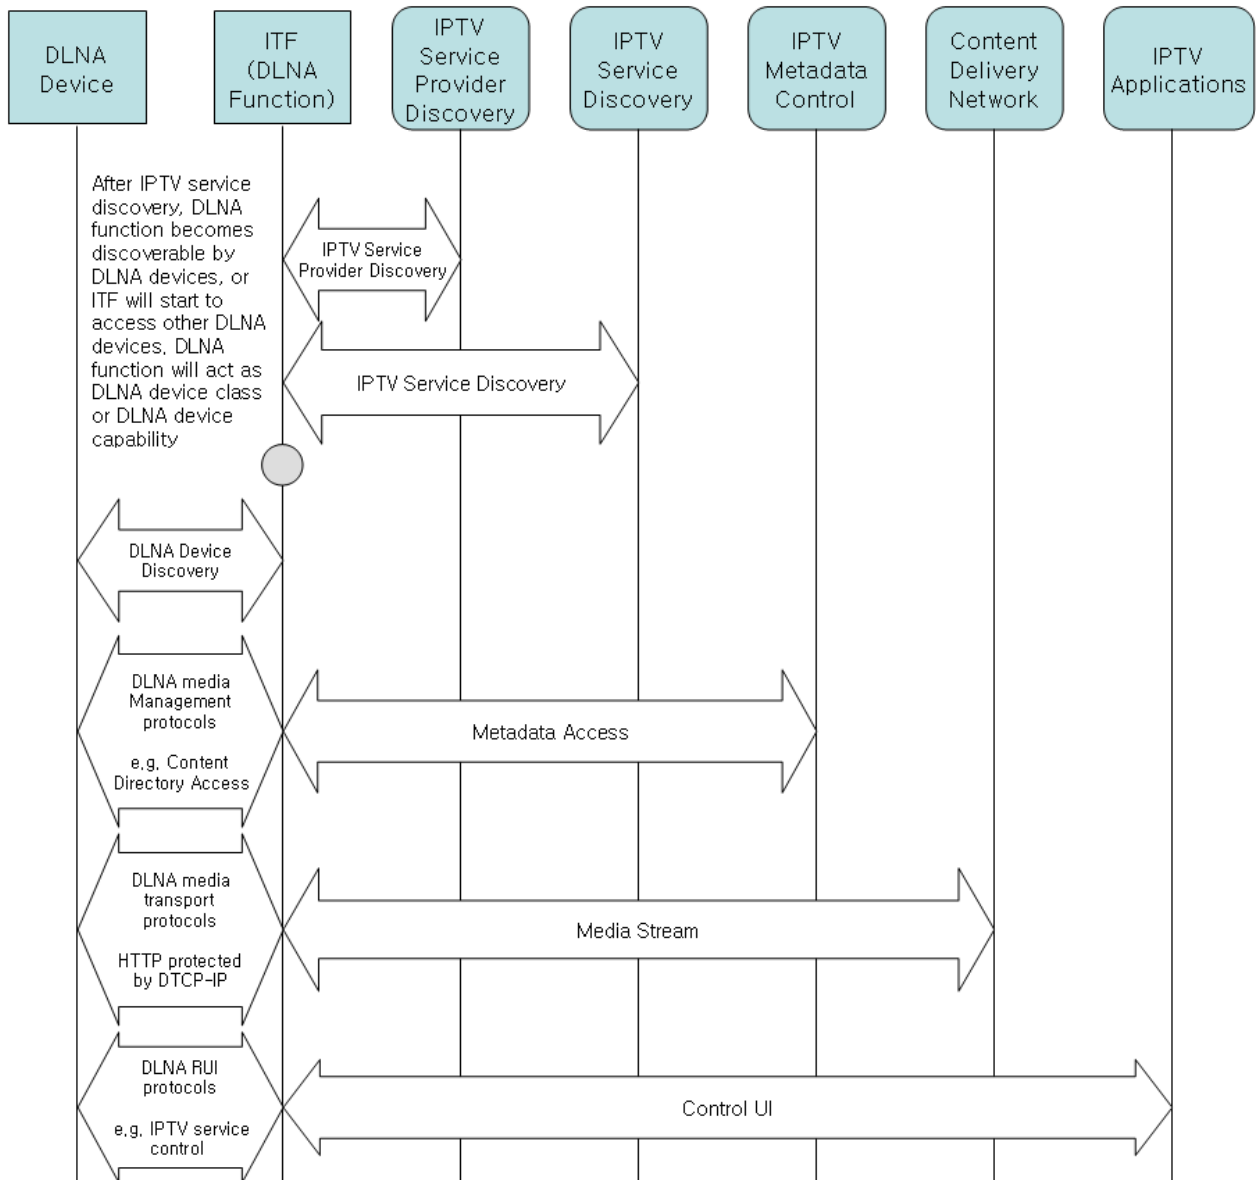 DLNA
Device
ITF
(DLNA
Function)
IPTV
Service
Provider
Discovery
IPTV
Service
Discovery
IPTV
Metadata
Control
Content
Delivery
Network
IPTV
Applications
After IPTV service
discovery, DLNA
function becomes
discoverable by
DLNA devices, or
ITF will start to
access other DLNA
devices, DLNA
function will act as
DLNA device class
or DLNA device
capability
IPTV Service
Provider Discovery
IPTV Service Discovery
DLNA Device
Discovery
DLNA media
Management
protocols
e.g. Content
Directory Access
Metadata Access
DLNA media
transport
protocols
HTTP protected
by DTCP-IP
Media Stream
DLNA RUI
protocols
e.g. IPTV service
control
Control UI